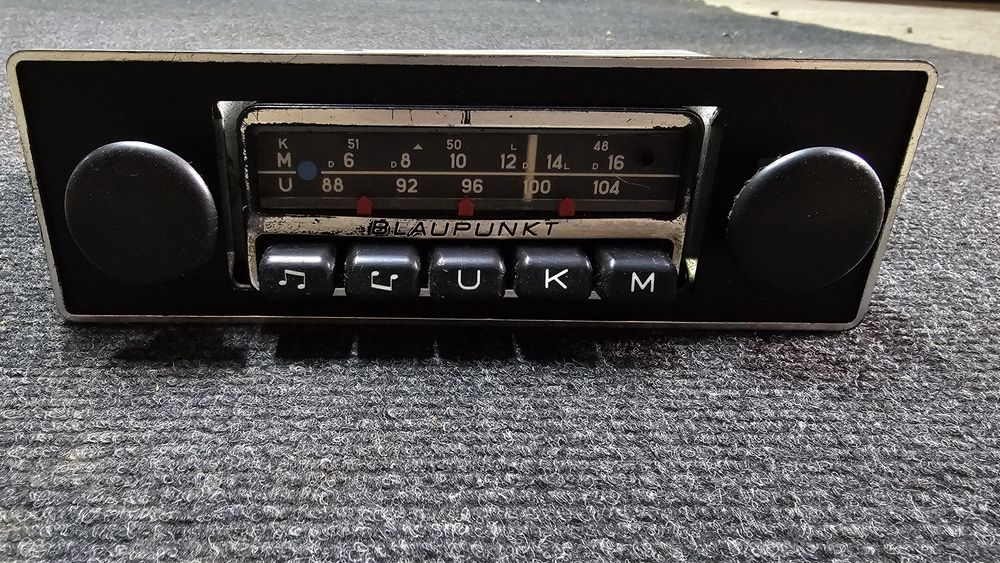 K 51 50 L 48
M D 6 D 8 10 12 D 14 L D 16
U 88 92 96 100 104
BLAUPUNKT
U K M